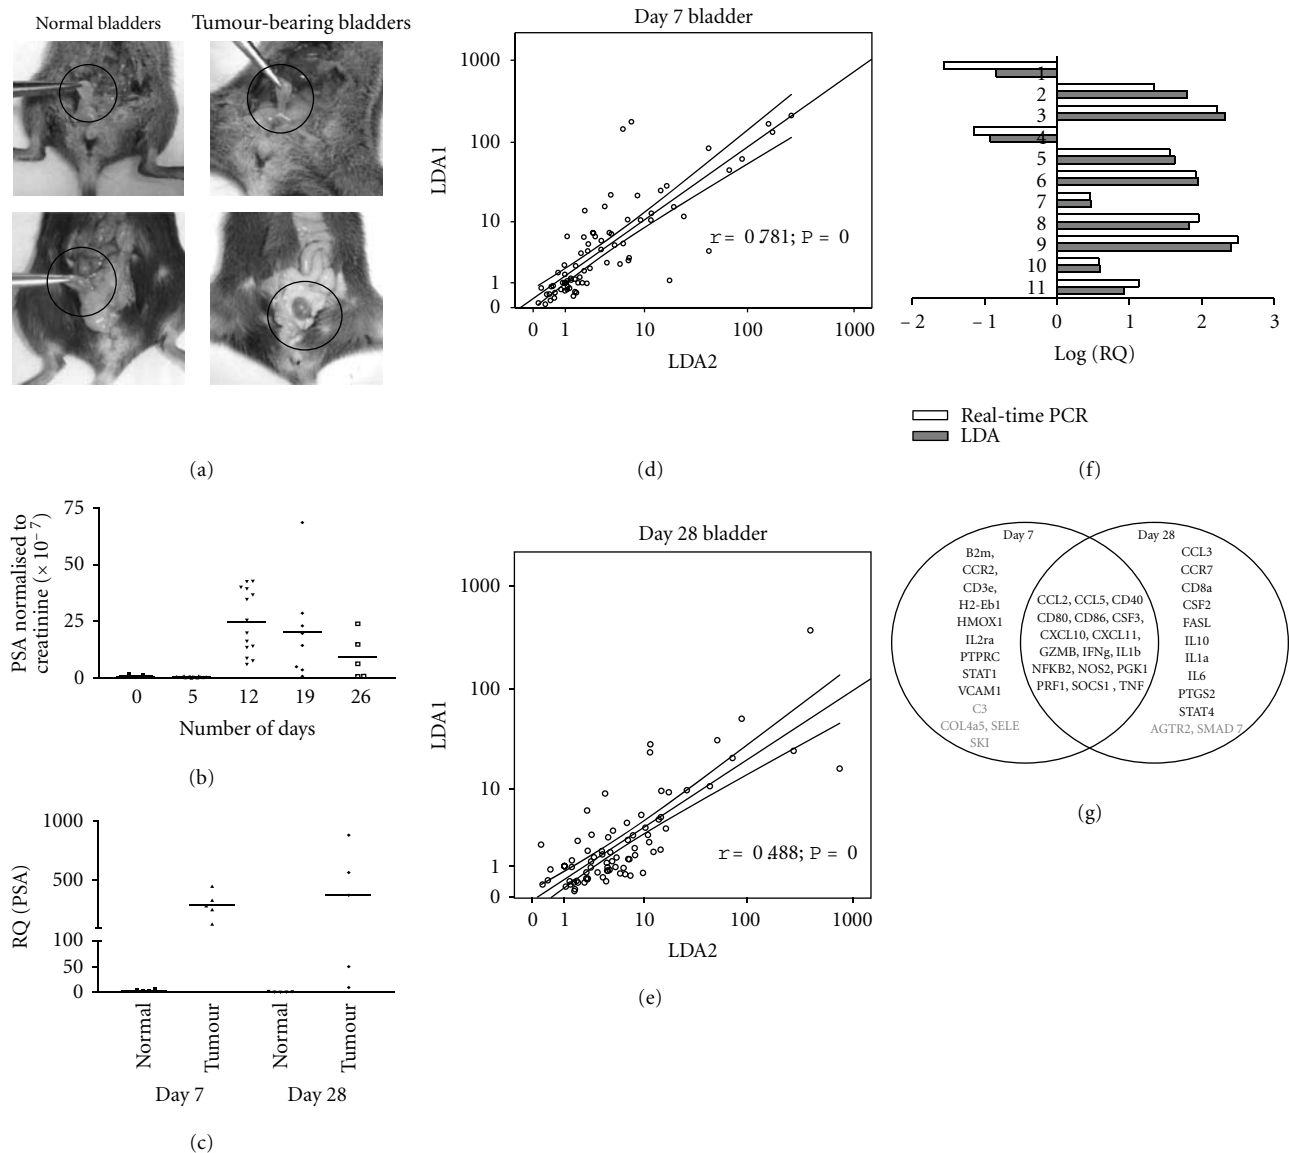 Normal bladders
Tumour-bearing bladders
(a)
75
50
25
0
PSA normalised to
creatinine (×10⁻⁷)
0 5 12 19 26
Number of days
(b)
1000
500
100
50
0
RQ (PSA)
Normal
Tumour
Normal
Tumour
Day 7
Day 28
(c)
Day 7 bladder
1000
100
10
1
0
LDA1
r = 0.781; P = 0
0 1 10 100 1000
LDA2
(d)
Day 28 bladder
1000
100
10
1
0
LDA1
r = 0.488; P = 0
0 1 10 100 1000
LDA2
(e)
1
2
3
4
5
6
7
8
9
10
11
−2 −1 0 1 2 3
Log (RQ)
Real-time PCR
LDA
(f)
Day 7
B2m,
CCR2,
CD3e,
H2-Eb1
HMOX1
IL2ra
PTPRC
STAT1
VCAM1
C3
COL4a5, SELE
SKI
CCL2, CCL5, CD40
CD80, CD86, CSF3,
CXCL10, CXCL11,
GZMB, IFNg, IL1b
NFKB2, NOS2, PGK1
PRF1, SOCS1 , TNF
Day 28
CCL3
CCR7
CD8a
CSF2
FASL
IL10
IL1a
IL6
PTGS2
STAT4
AGTR2, SMAD 7
(g)